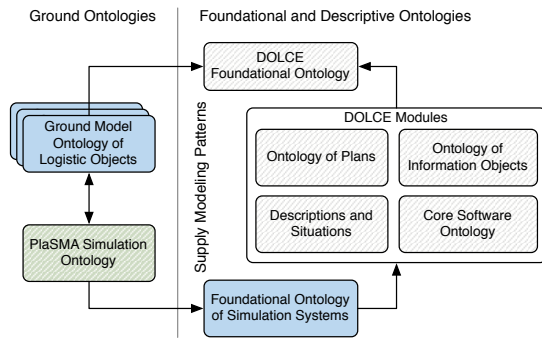 Ground Ontologies
Foundational and Descriptive Ontologies
DOLCE
Foundational Ontology
Ground Model
Ontology of
Logistic Objects
Supply Modeling Patterns
DOLCE Modules
Ontology of Plans
Ontology of
Information Objects
Descriptions and
Situations
Core Software
Ontology
PlaSMA Simulation
Ontology
Foundational Ontology
of Simulation Systems